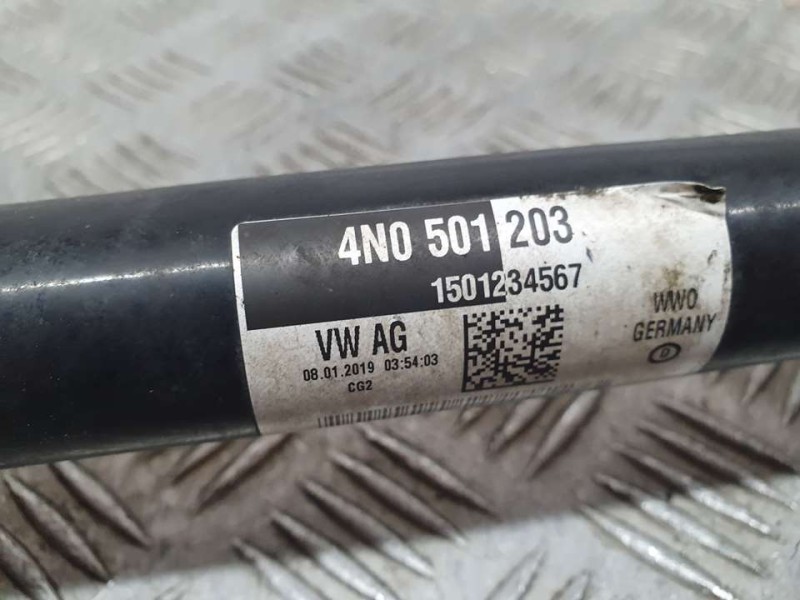 4N0 501 203
1501234567
VW AG
08.01.2019 03:54:03
CG2
WWO
GERMANY
D